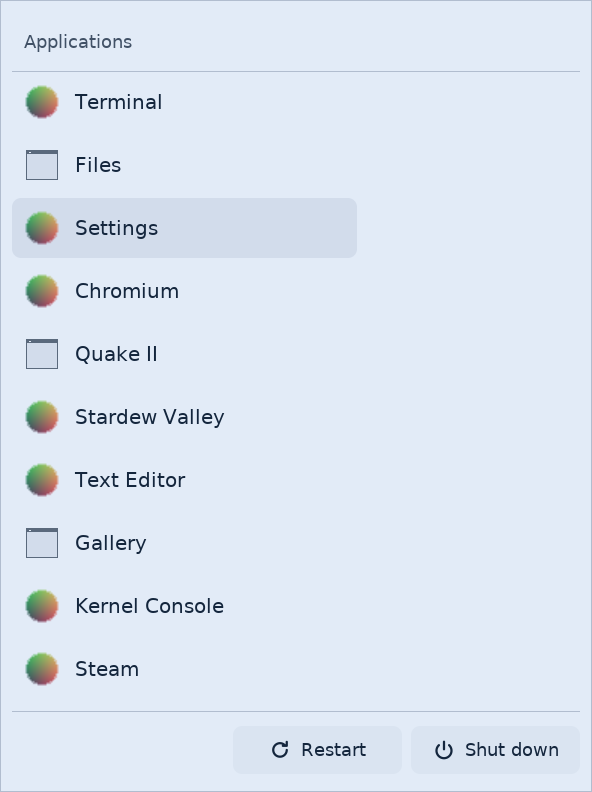 Applications
Terminal
Files
Settings
Chromium
Quake II
Stardew Valley
Text Editor
Gallery
Kernel Console
Steam
Restart
Shut down